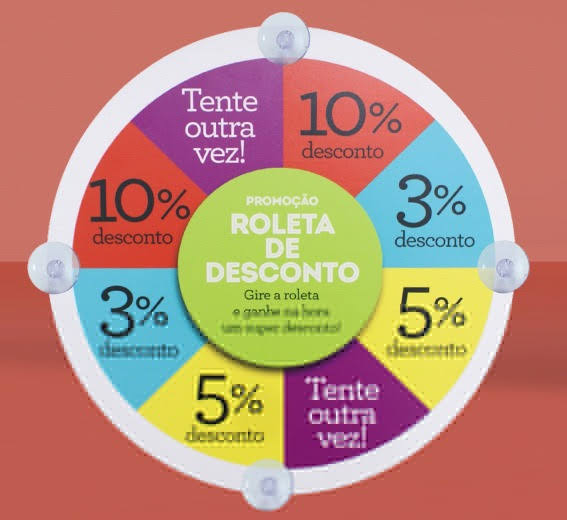 Tente
outra
vez!
10%
desconto
3%
desconto
5%
desconto
Tente
outra
vez!
5%
desconto
3%
desconto
10%
desconto
PROMOÇÃO
ROLETA
DE
DESCONTO
Gire a roleta
e ganhe na hora
um super desconto!